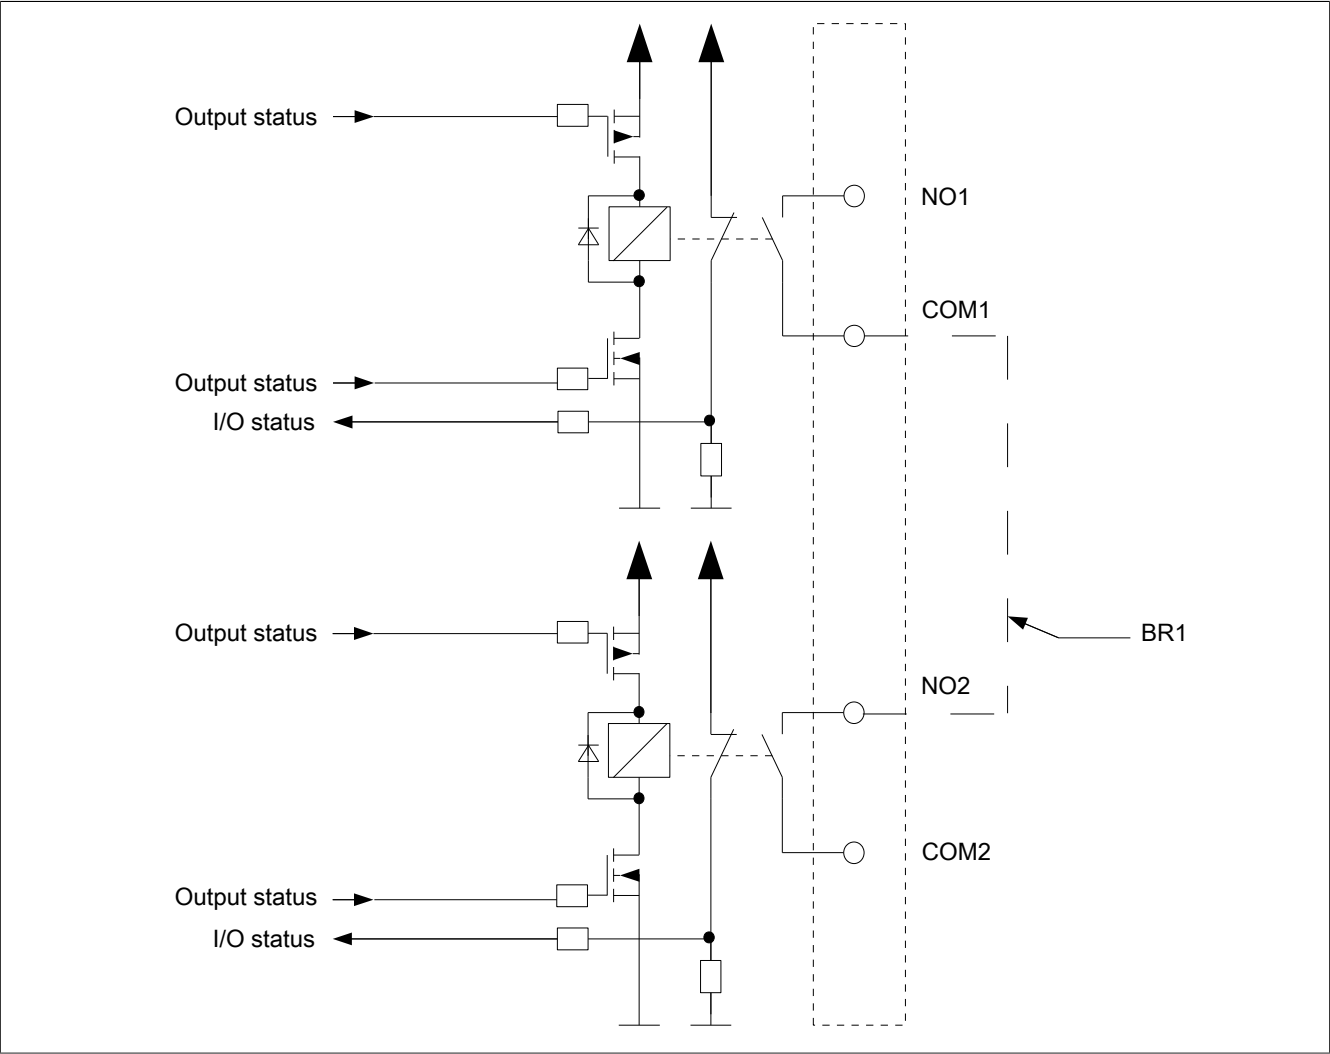 Output status
NO1
COM1
Output status
I/O status
Output status
BR1
NO2
COM2
Output status
I/O status